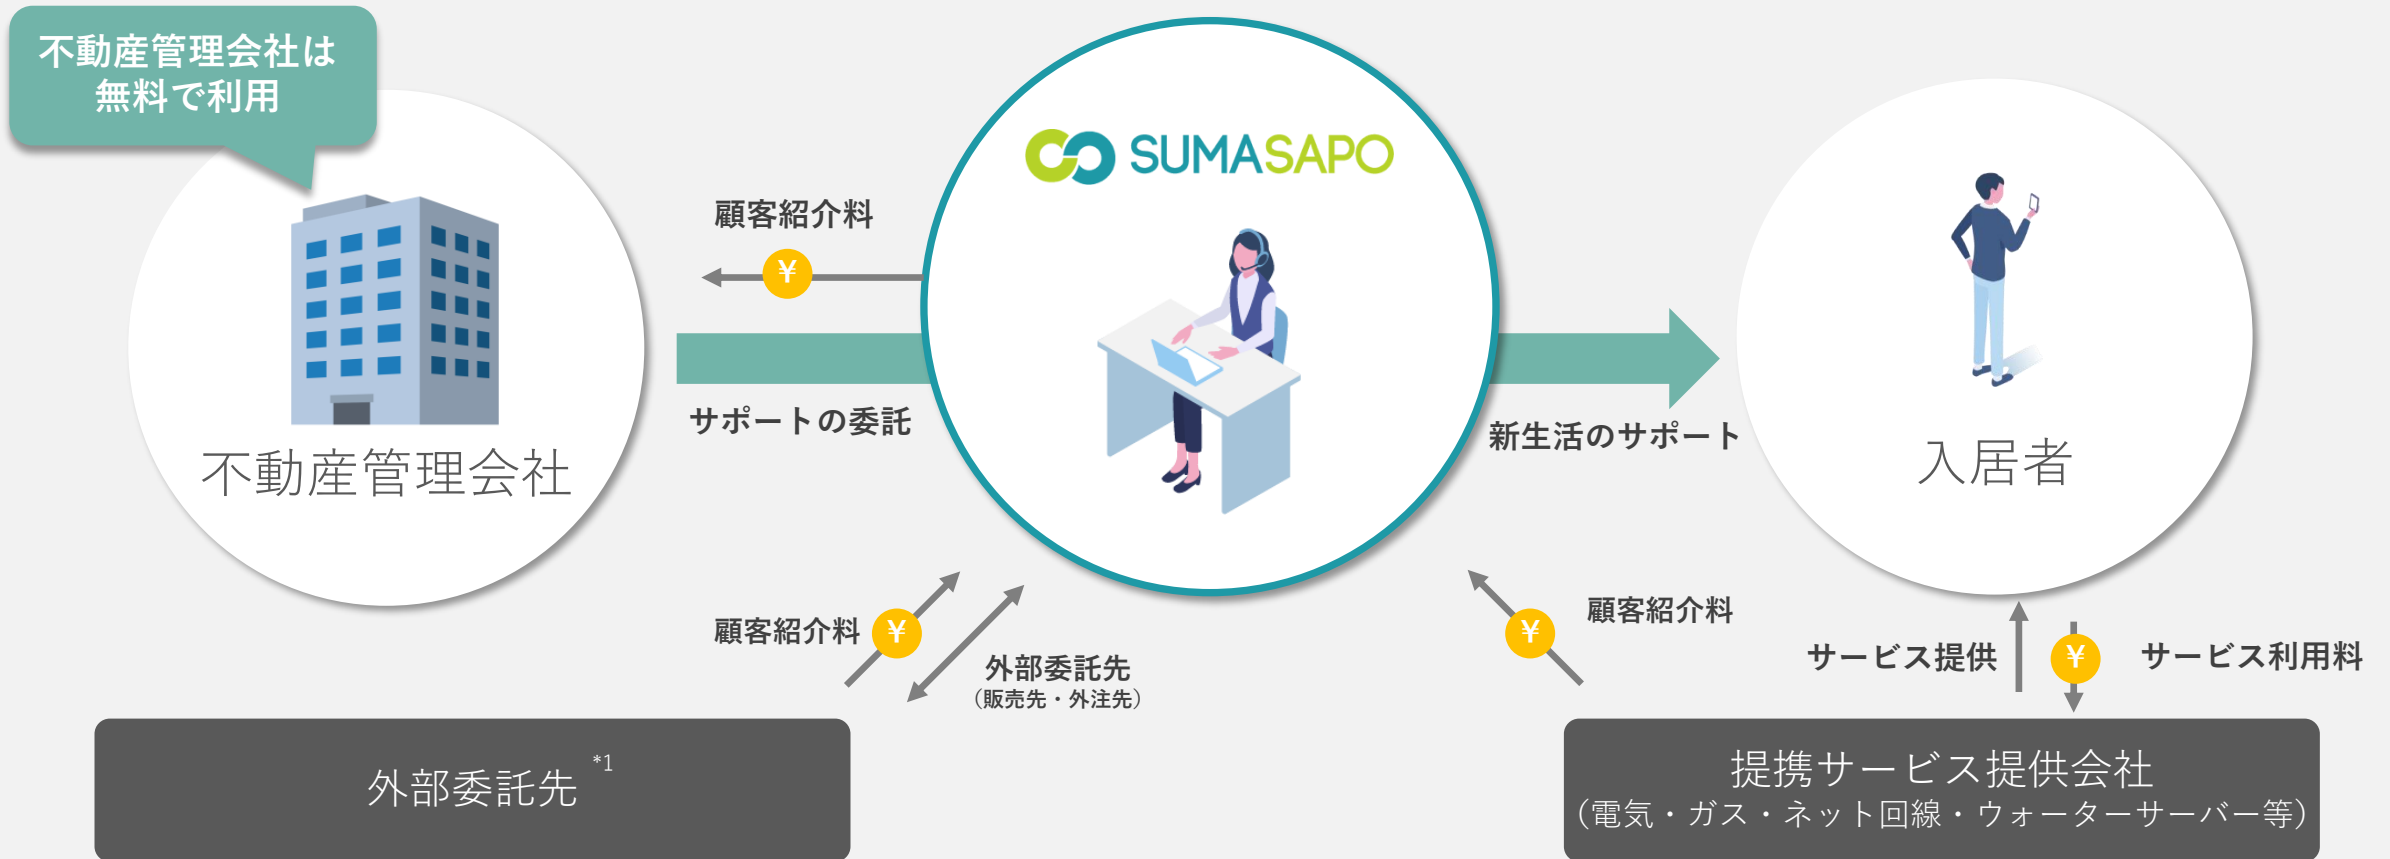 不動産管理会社は
無料で利用
SUMASAPO
顧客紹介料
¥
サポートの委託
新生活のサポート
不動産管理会社
入居者
顧客紹介料
¥
外部委託先
（販売先・外注先）
¥
顧客紹介料
サービス提供
¥
サービス利用料
外部委託先 *1
提携サービス提供会社
（電気・ガス・ネット回線・ウォーターサーバー等）